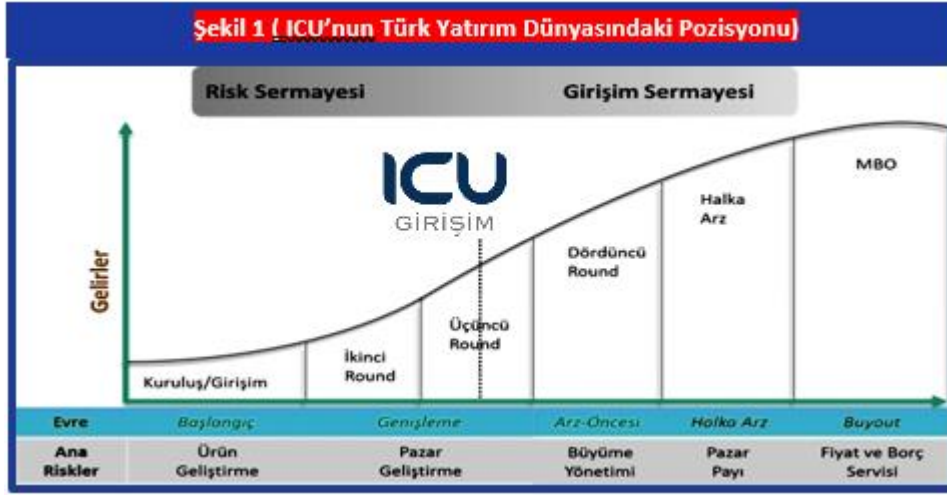 Şekil 1 ( ICU’nun Türk Yatırım Dünyasındaki Pozisyonu)
Risk Sermayesi Girişim Sermayesi
ICU
GİRİŞİM
MBO
Halka
Arz
Dördüncü
Round
Üçüncü
Round
İkinci
Round
Kuruluş/Girişim
Gelirler
Evre Başlangıç Genişleme Arz-Öncesi Halka Arz Buyout
Ana Ürün Pazar Büyüme Pazar Fiyat ve Borç
Riskler Geliştirme Geliştirme Yönetimi Payı Servisi